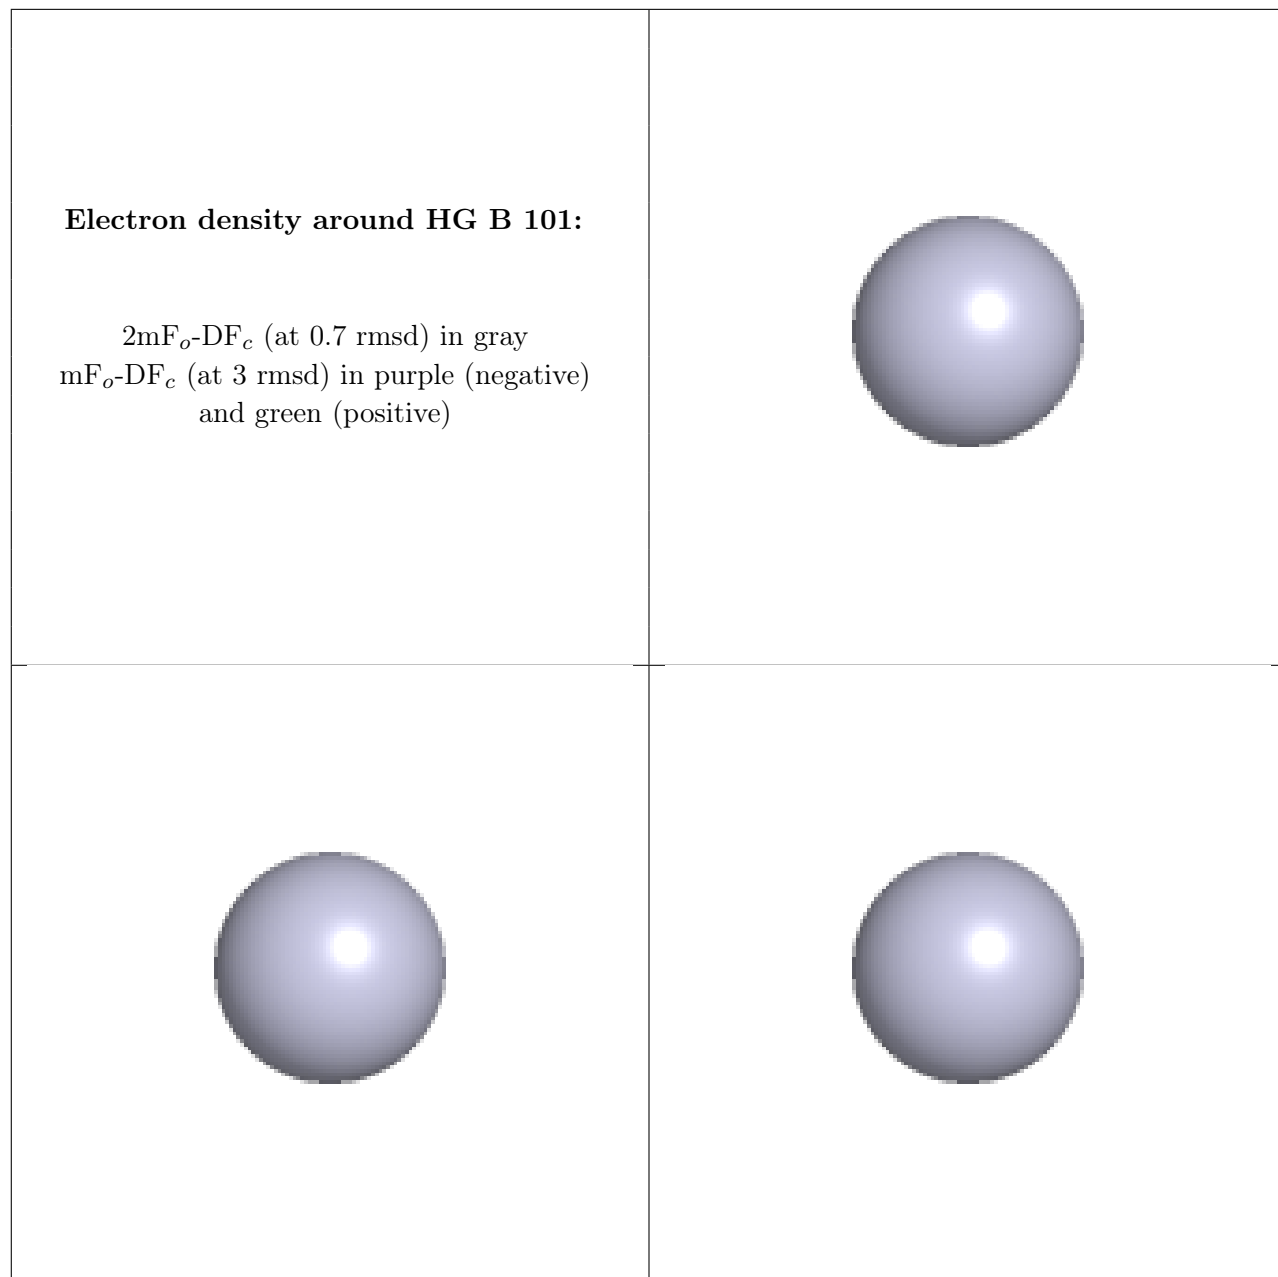 Electron density around HG B 101:
2mFo-DFc (at 0.7 rmsd) in gray
mFo-DFc (at 3 rmsd) in purple (negative)
and green (positive)